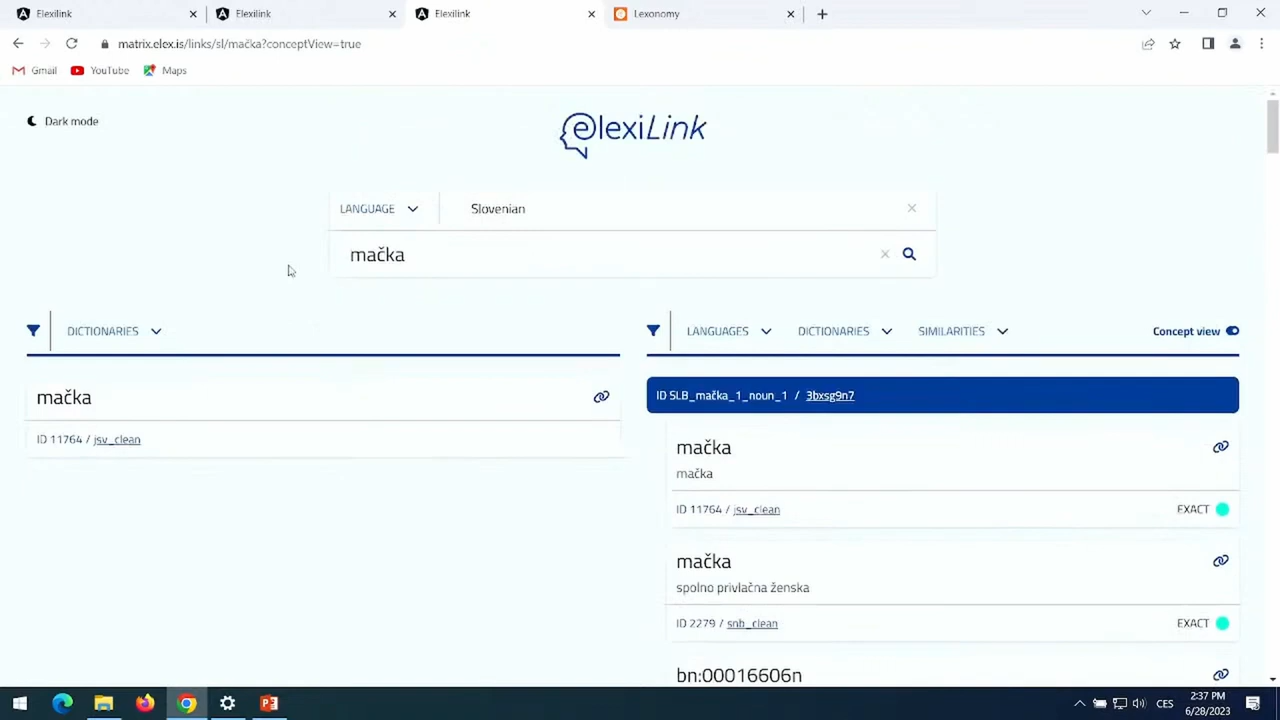 Elexilink
Elexilink
Elexilink
Lexonomy
matrix.elex.is/links/sl/mačka?conceptView=true
Gmail
YouTube
Maps
Dark mode
elexiLink
LANGUAGE
Slovenian
mačka
DICTIONARIES
LANGUAGES
DICTIONARIES
SIMILARITIES
Concept view
mačka
ID 11764 / jsv_clean
ID SLB_mačka_1_noun_1 / 3bxsg9n7
mačka
mačka
ID 11764 / jsv_clean
EXACT
mačka
spolno privlačna ženska
ID 2279 / snb_clean
EXACT
bn:00016606n
CES
2:37 PM
6/28/2023